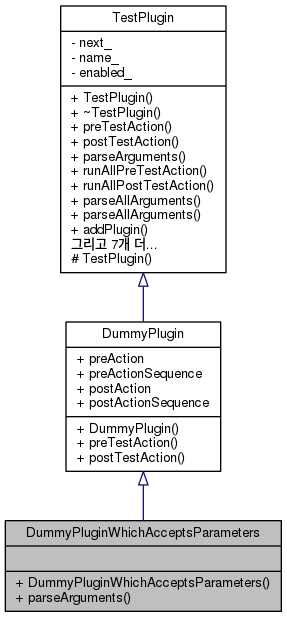 TestPlugin
- next_
- name_
- enabled_
+ TestPlugin()
+ ~TestPlugin()
+ preTestAction()
+ postTestAction()
+ parseArguments()
+ runAllPreTestAction()
+ runAllPostTestAction()
+ parseAllArguments()
+ parseAllArguments()
+ addPlugin()
그리고 7개 더...
# TestPlugin()
DummyPlugin
+ preAction
+ preActionSequence
+ postAction
+ postActionSequence
+ DummyPlugin()
+ preTestAction()
+ postTestAction()
DummyPluginWhichAcceptsParameters
+ DummyPluginWhichAcceptsParameters()
+ parseArguments()